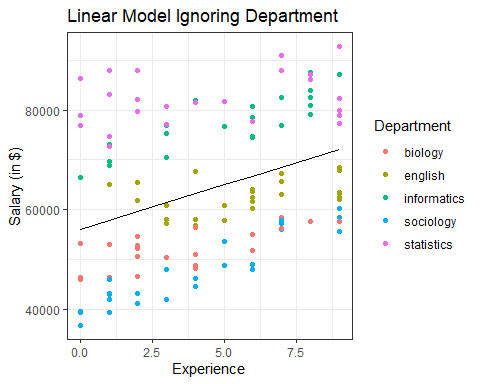 Linear Model Ignoring Department
Salary (in $)
80000
60000
40000
0.0
2.5
5.0
7.5
Experience
Department
biology
english
informatics
sociology
statistics